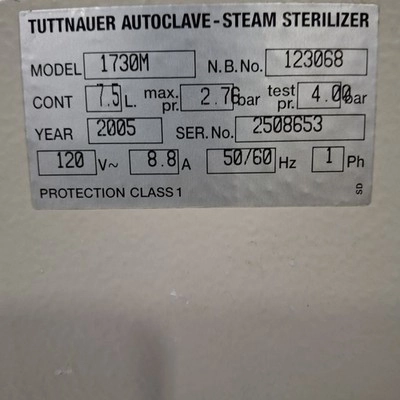 TUTTNAUER AUTOCLAVE-STEAM STERILIZER
MODEL 1730M N.B.No. 123068
CONT 7.5 L. max. pr. 2.76 bar test pr. 4.00 bar
YEAR 2005 SER.No. 2508653
120 V~ 8.8 A 50/60 Hz 1 Ph
PROTECTION CLASS 1 SD